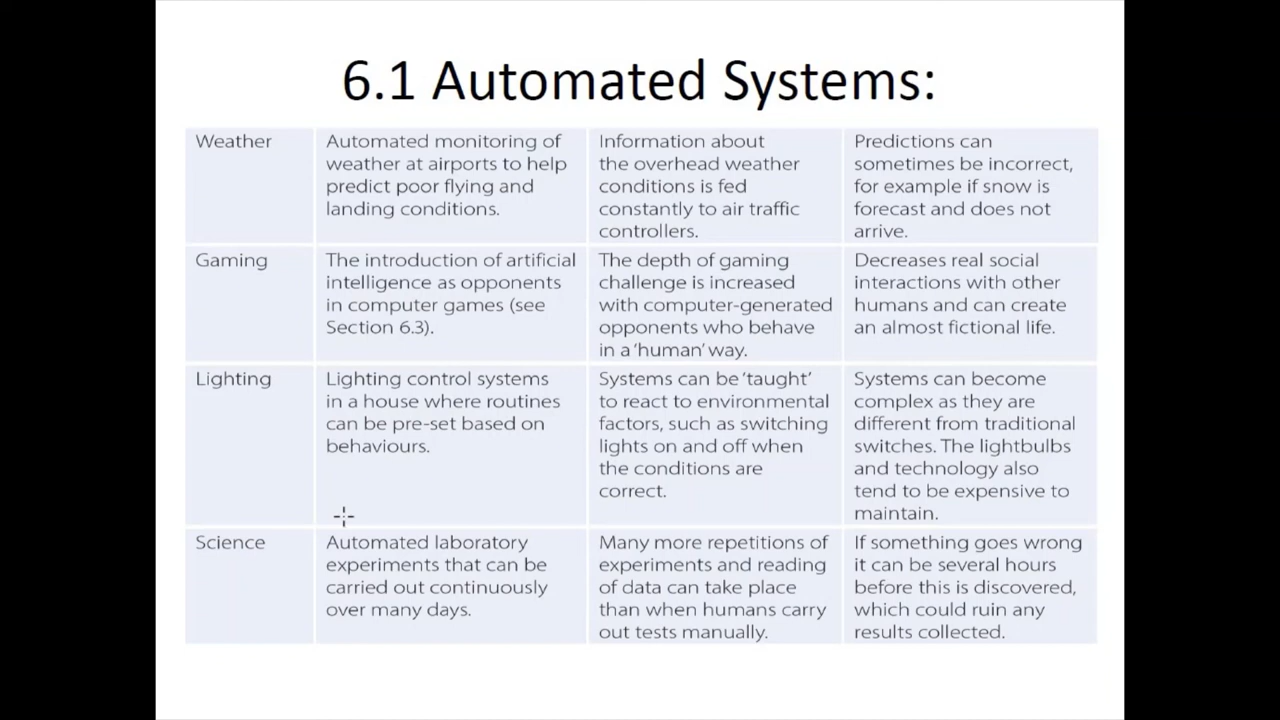 6.1 Automated Systems:
Weather
Automated monitoring of
weather at airports to help
predict poor flying and
landing conditions.
Information about
the overhead weather
conditions is fed
constantly to air traffic
controllers.
Predictions can
sometimes be incorrect,
for example if snow is
forecast and does not
arrive.
Gaming
The introduction of artificial
intelligence as opponents
in computer games (see
Section 6.3).
The depth of gaming
challenge is increased
with computer-generated
opponents who behave
in a 'human' way.
Decreases real social
interactions with other
humans and can create
an almost fictional life.
Lighting
Lighting control systems
in a house where routines
can be pre-set based on
behaviours.
Systems can be 'taught'
to react to environmental
factors, such as switching
lights on and off when
the conditions are
correct.
Systems can become
complex as they are
different from traditional
switches. The lightbulbs
and technology also
tend to be expensive to
maintain.
Science
Automated laboratory
experiments that can be
carried out continuously
over many days.
Many more repetitions of
experiments and reading
of data can take place
than when humans carry
out tests manually.
If something goes wrong
it can be several hours
before this is discovered,
which could ruin any
results collected.